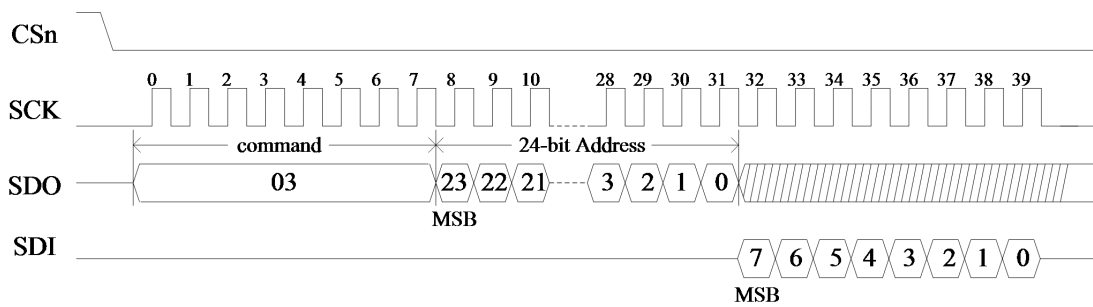 CSn
0 1 2 3 4 5 6 7 8 9 10 28 29 30 31 32 33 34 35 36 37 38 39
SCK
command 24-bit Address
SDO 03 23 22 21 3 2 1 0
MSB
SDI 7 6 5 4 3 2 1 0
MSB